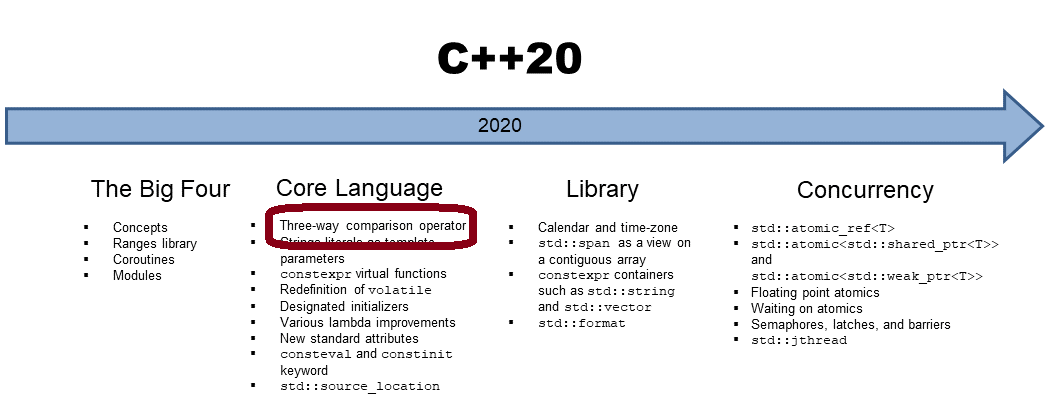 C++20
2020
The Big Four
▪ Concepts
▪ Ranges library
▪ Coroutines
▪ Modules
Core Language
▪ Three-way comparison operator
▪ Strings literals as template
parameters
▪ constexpr virtual functions
▪ Redefinition of volatile
▪ Designated initializers
▪ Various lambda improvements
▪ New standard attributes
▪ consteval and constinit
keyword
▪ std::source_location
Library
▪ Calendar and time-zone
▪ std::span as a view on
a contiguous array
▪ constexpr containers
such as std::string
and std::vector
▪ std::format
Concurrency
▪ std::atomic_ref<T>
▪ std::atomic<std::shared_ptr<T>>
and
std::atomic<std::weak_ptr<T>>
▪ Floating point atomics
▪ Waiting on atomics
▪ Semaphores, latches, and barriers
▪ std::jthread